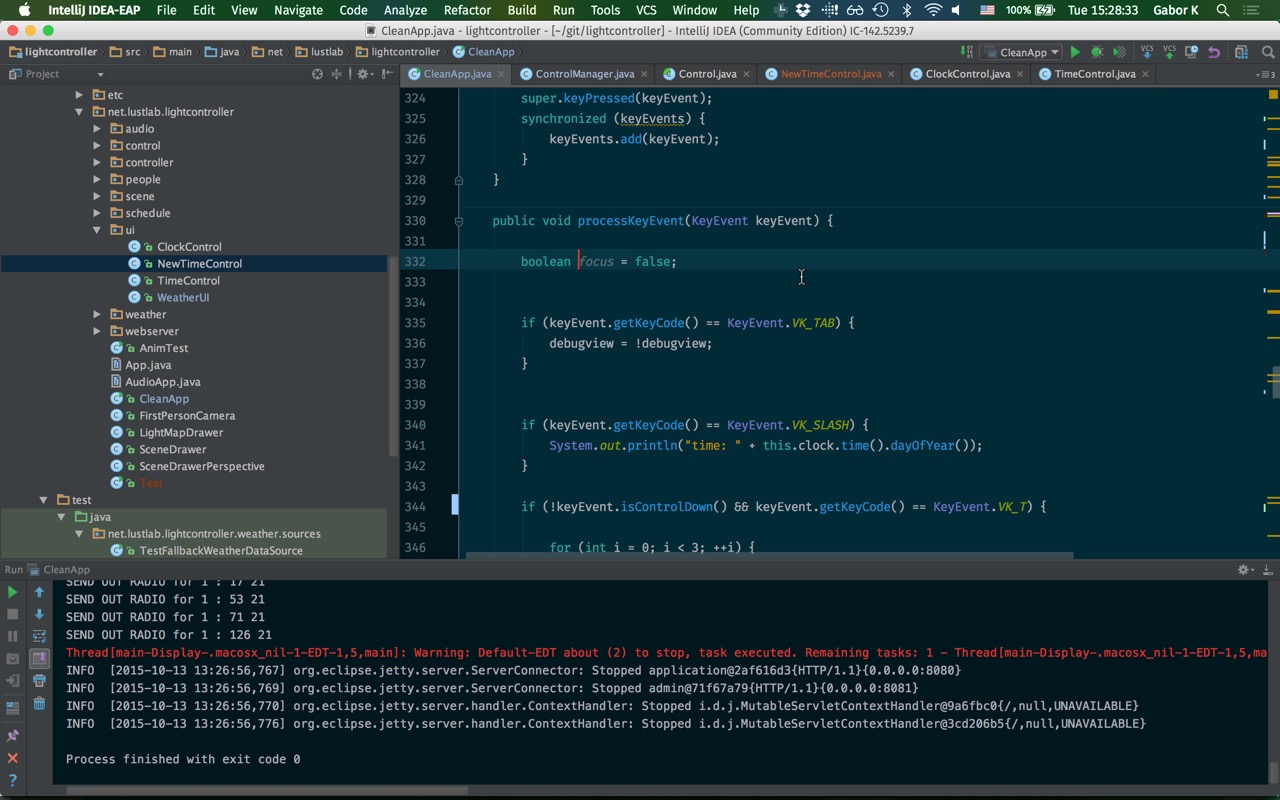 IntelliJ IDEA-EAP File Edit View Navigate Code Analyze Refactor Build Run Tools VCS Window Help 100% Tue 15:28:33 Gabor K
CleanApp.java - lightcontroller - [~/git/lightcontroller] - IntelliJ IDEA (Community Edition) IC-142.5239.7
lightcontroller src main java net lustlab lightcontroller CleanApp CleanApp VCS VCS
Project CleanApp.java ControlManager.java Control.java NewTimeControl.java ClockControl.java TimeControl.java
etc
net.lustlab.lightcontroller
audio
control
controller
people
scene
schedule
ui
ClockControl
NewTimeControl
TimeControl
WeatherUI
weather
webserver
AnimTest
App.java
AudioApp.java
CleanApp
FirstPersonCamera
LightMapDrawer
SceneDrawer
SceneDrawerPerspective
Test
test
java
net.lustlab.lightcontroller.weather.sources
TestFallbackWeatherDataSource
324 super.keyPressed(keyEvent);
325 synchronized (keyEvents) {
326 keyEvents.add(keyEvent);
327 }
328 }
329
330 public void processKeyEvent(KeyEvent keyEvent) {
331
332 boolean focus = false;
333
334
335 if (keyEvent.getKeyCode() == KeyEvent.VK_TAB) {
336 debugview = !debugview;
337 }
338
339
340 if (keyEvent.getKeyCode() == KeyEvent.VK_SLASH) {
341 System.out.println("time: " + this.clock.time().dayOfYear());
342 }
343
344 if (!keyEvent.isControlDown() && keyEvent.getKeyCode() == KeyEvent.VK_T) {
345
346 for (int i = 0; i < 3; ++i) {
Run CleanApp
SEND OUT RADIO for 1 : 17 21
SEND OUT RADIO for 1 : 53 21
SEND OUT RADIO for 1 : 71 21
SEND OUT RADIO for 1 : 126 21
Thread[main-Display-.macosx_nil-1-EDT-1,5,main]: Warning: Default-EDT about (2) to stop, task executed. Remaining tasks: 1 - Thread[main-Display-.macosx_nil-1-EDT-1,5,ma
INFO [2015-10-13 13:26:56,767] org.eclipse.jetty.server.ServerConnector: Stopped application@2af616d3{HTTP/1.1}{0.0.0.0:8080}
INFO [2015-10-13 13:26:56,769] org.eclipse.jetty.server.ServerConnector: Stopped admin@71f67a79{HTTP/1.1}{0.0.0.0:8081}
INFO [2015-10-13 13:26:56,770] org.eclipse.jetty.server.handler.ContextHandler: Stopped i.d.j.MutableServletContextHandler@9a6fbc0{/,null,UNAVAILABLE}
INFO [2015-10-13 13:26:56,776] org.eclipse.jetty.server.handler.ContextHandler: Stopped i.d.j.MutableServletContextHandler@3cd206b5{/,null,UNAVAILABLE}
Process finished with exit code 0